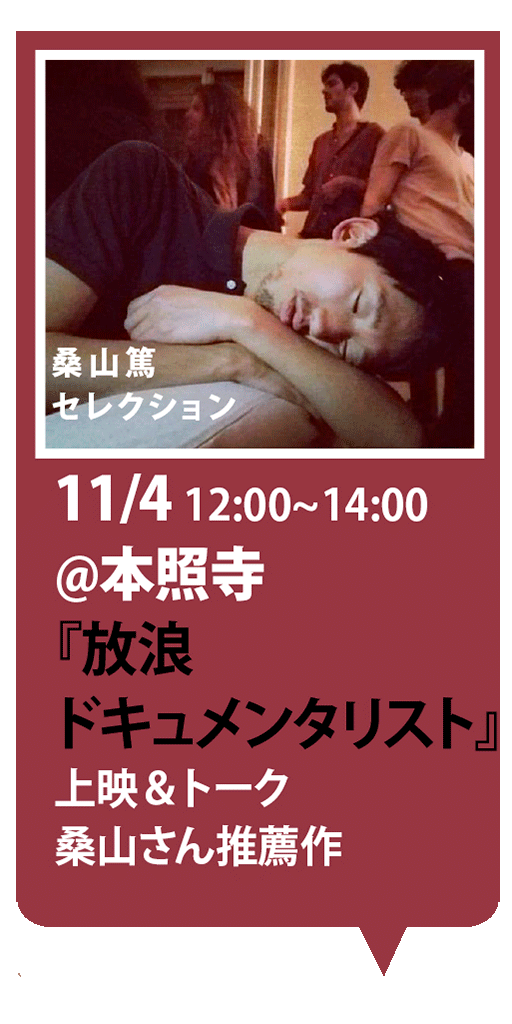 桑山篤
セレクション
11/4 12:00~14:00
@本照寺
『放浪
ドキュメンタリスト』
上映&トーク
桑山さん推薦作